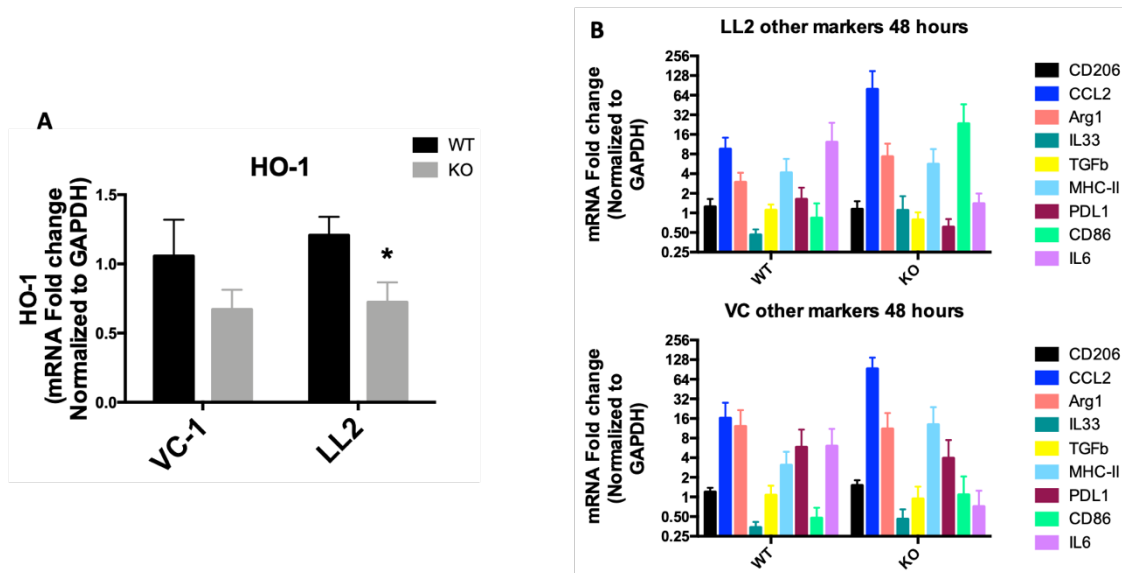 A
HO-1
WT
KO
HO-1
(mRNA Fold change
Normalized to GAPDH)
1.5
1.0
0.5
0.0
*
VC-1
LL2
B
LL2 other markers 48 hours
mRNA Fold change
(Normalized to
GAPDH)
256
128
64
32
16
8
4
2
1
0.50
0.25
WT
KO
CD206
CCL2
Arg1
IL33
TGFb
MHC-II
PDL1
CD86
IL6
VC other markers 48 hours
mRNA Fold change
(Normalized to
GAPDH)
256
128
64
32
16
8
4
2
1
0.50
0.25
WT
KO
CD206
CCL2
Arg1
IL33
TGFb
MHC-II
PDL1
CD86
IL6